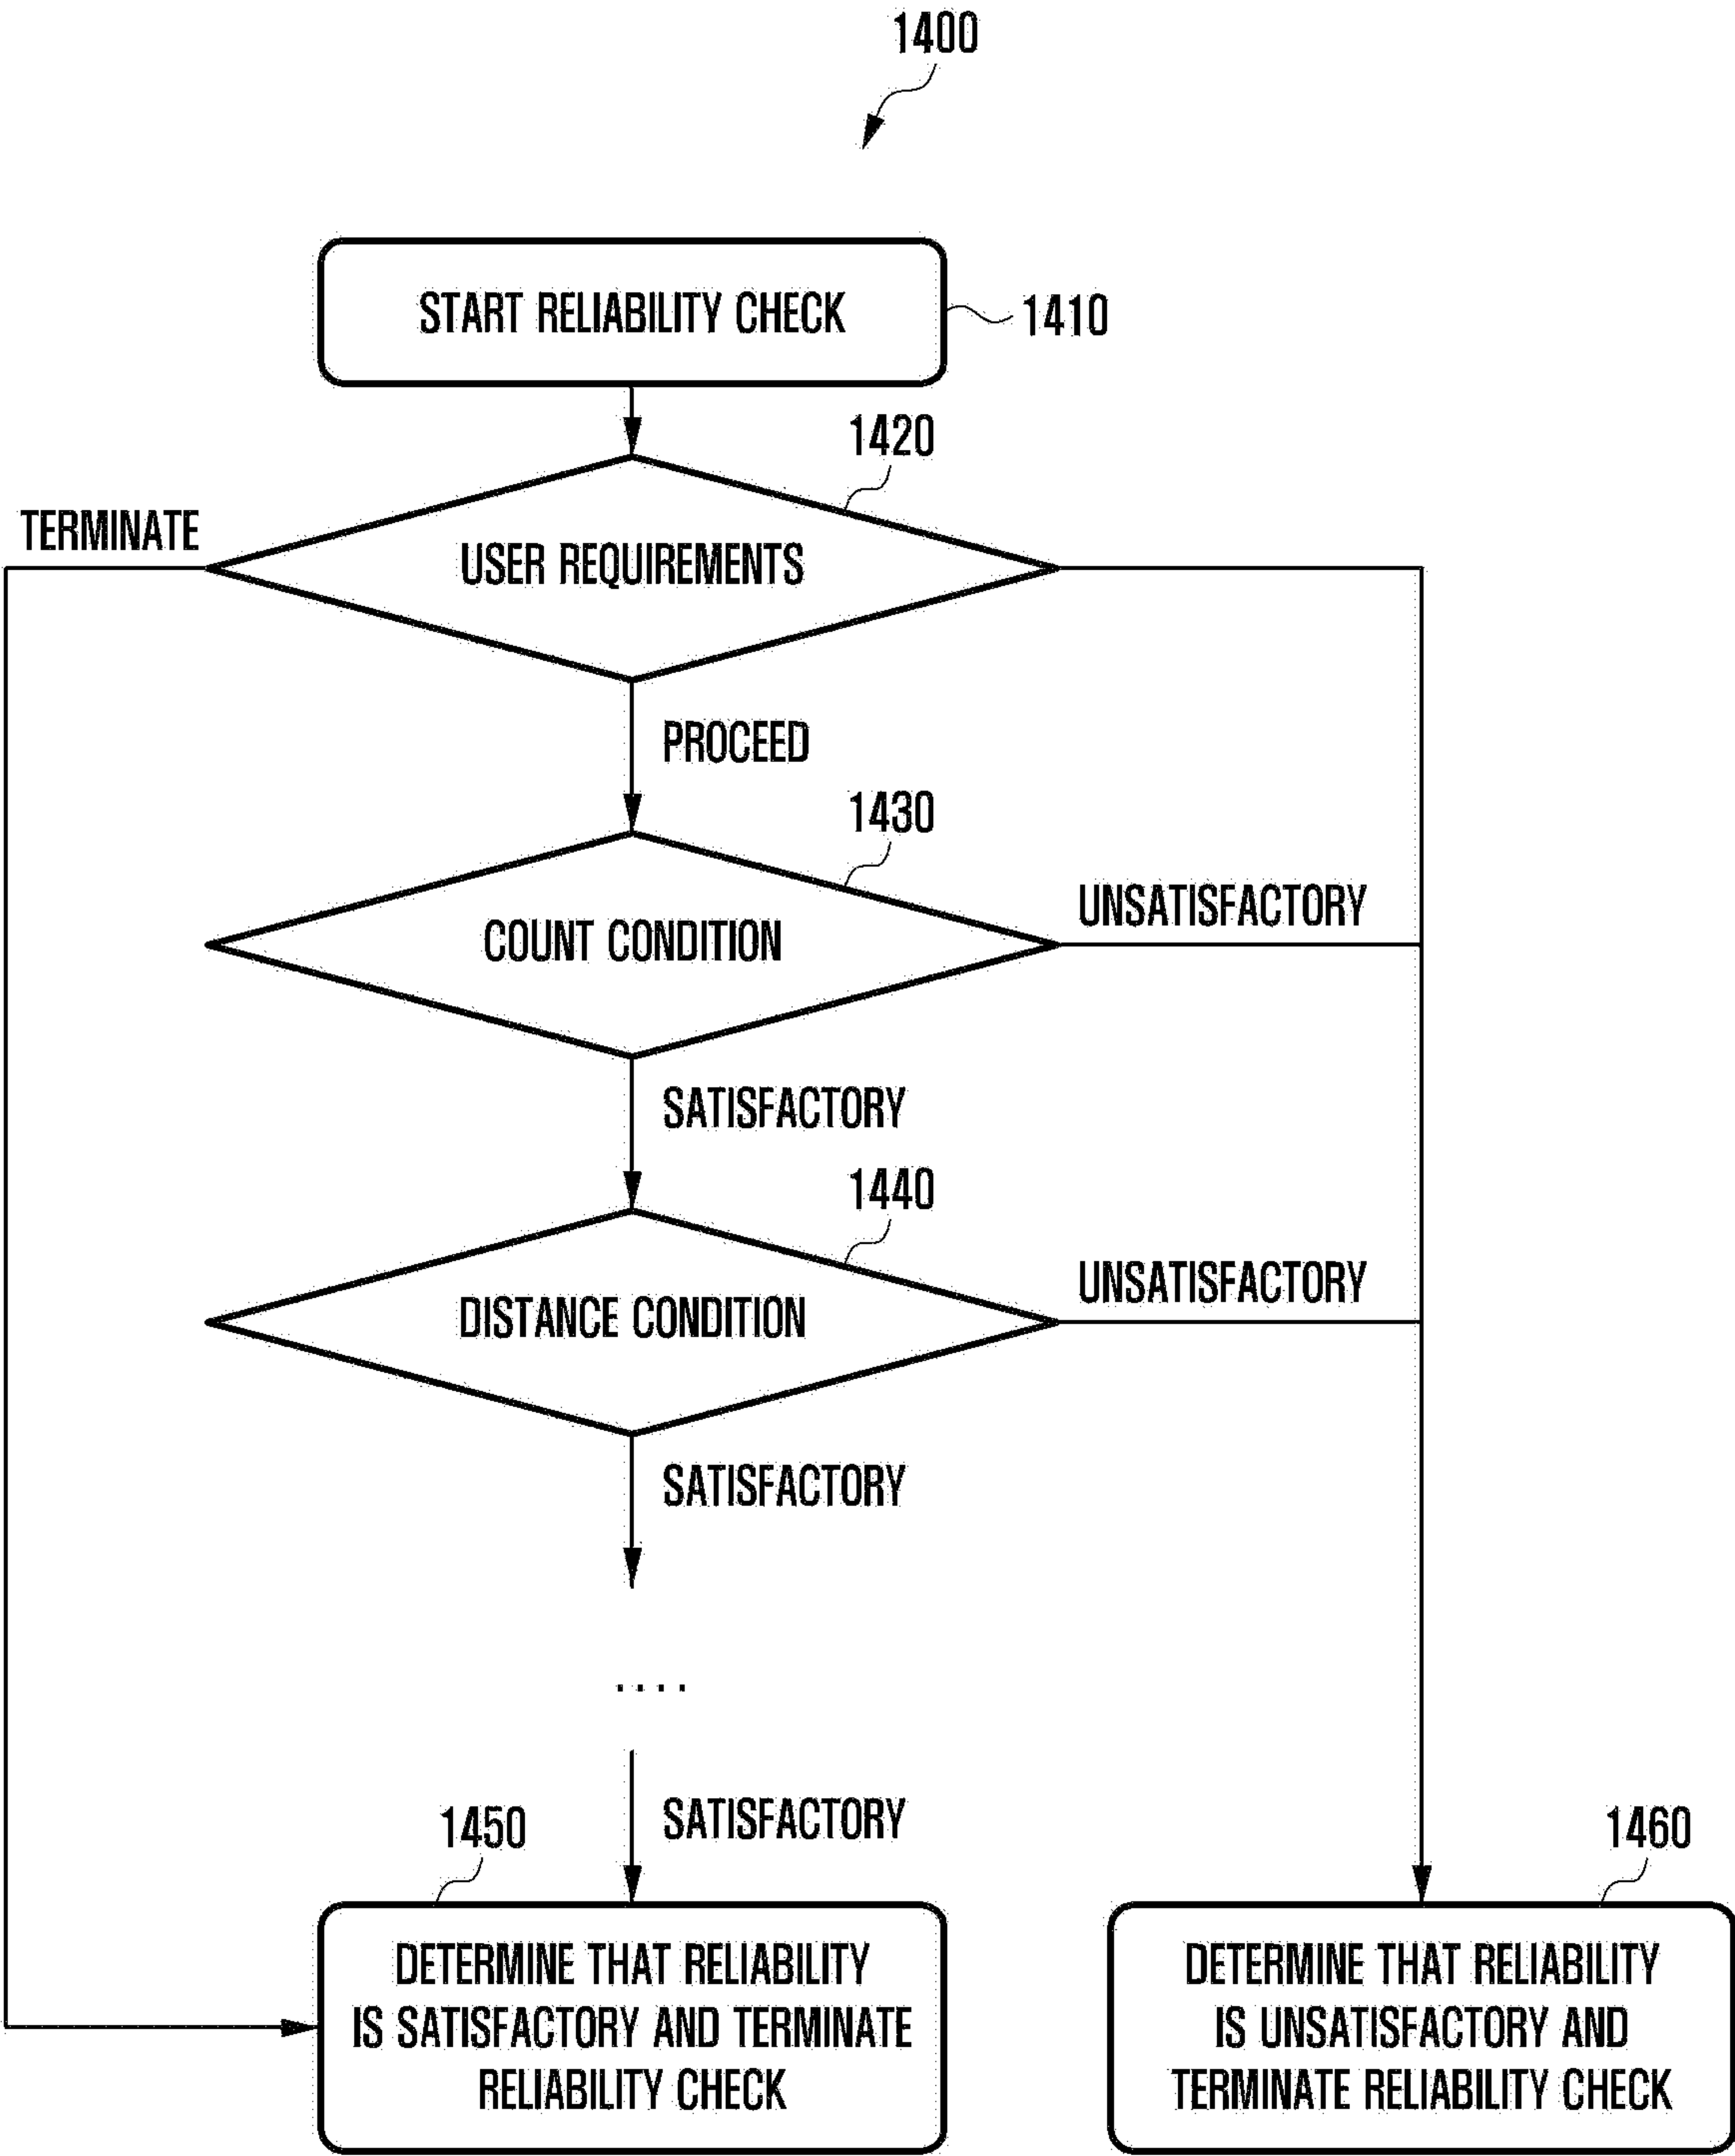 1400
START RELIABILITY CHECK
1410
1420
TERMINATE
USER REQUIREMENTS
PROCEED
1430
UNSATISFACTORY
COUNT CONDITION
SATISFACTORY
1440
UNSATISFACTORY
DISTANCE CONDITION
SATISFACTORY
....
SATISFACTORY
1450
1460
DETERMINE THAT RELIABILITY
IS SATISFACTORY AND TERMINATE
RELIABILITY CHECK
DETERMINE THAT RELIABILITY
IS UNSATISFACTORY AND
TERMINATE RELIABILITY CHECK